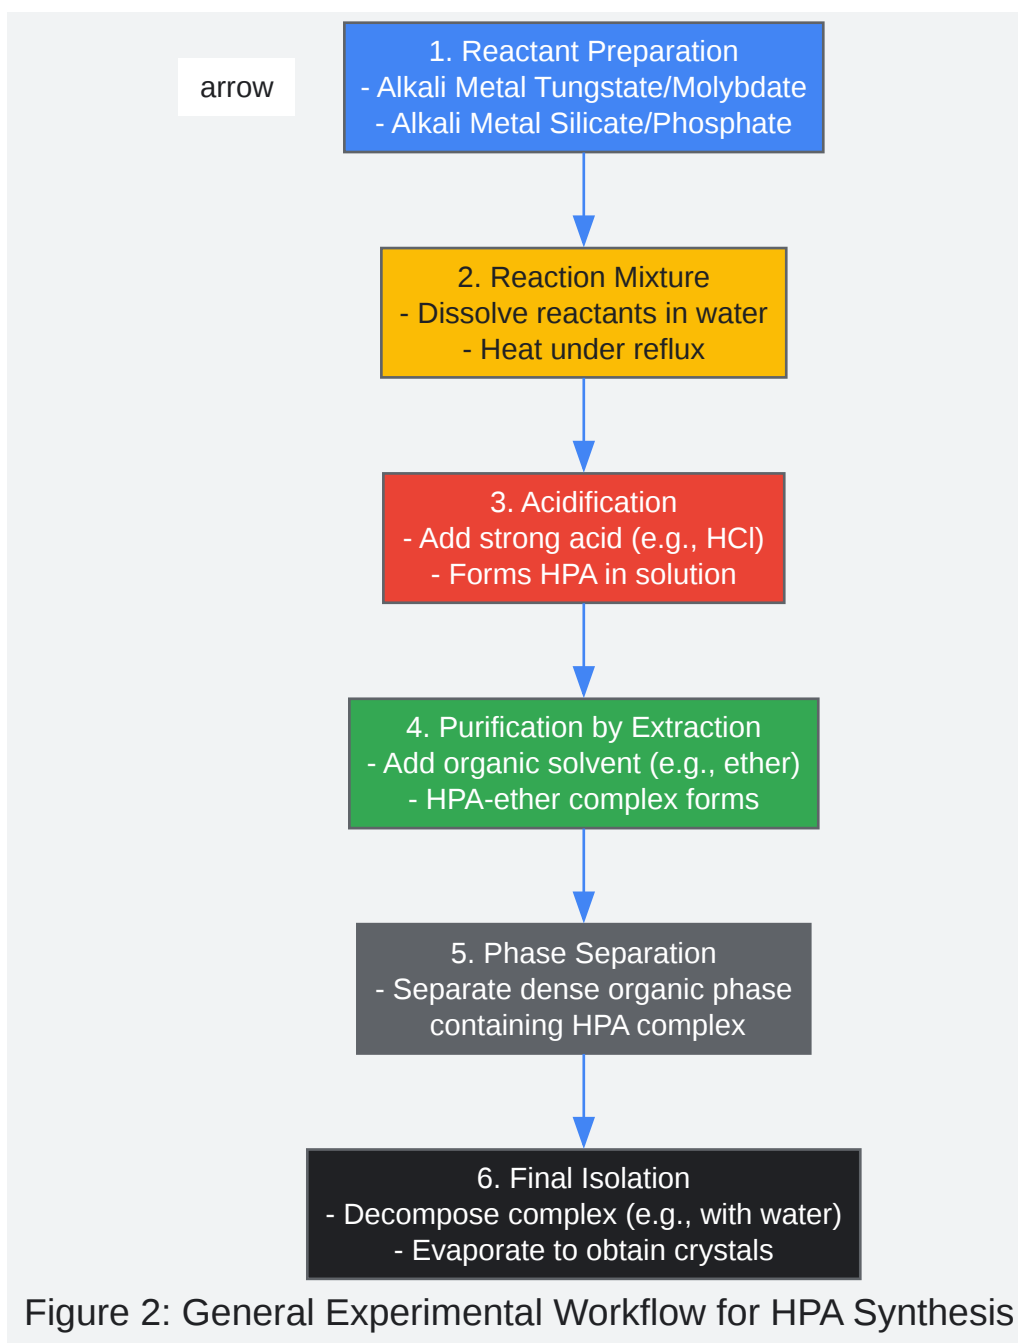 arrow
1. Reactant Preparation
- Alkali Metal Tungstate/Molybdate
- Alkali Metal Silicate/Phosphate
2. Reaction Mixture
- Dissolve reactants in water
- Heat under reflux
3. Acidification
- Add strong acid (e.g., HCl)
- Forms HPA in solution
4. Purification by Extraction
- Add organic solvent (e.g., ether)
- HPA-ether complex forms
5. Phase Separation
- Separate dense organic phase
containing HPA complex
6. Final Isolation
- Decompose complex (e.g., with water)
- Evaporate to obtain crystals
Figure 2: General Experimental Workflow for HPA Synthesis